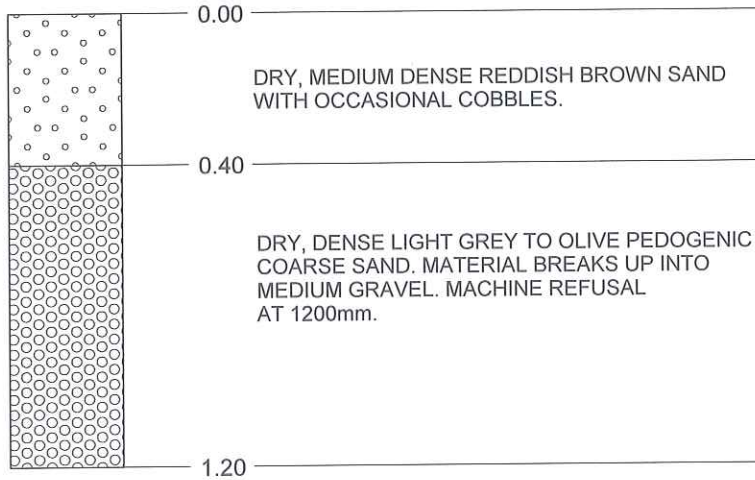 0.00
DRY, MEDIUM DENSE REDDISH BROWN SAND
WITH OCCASIONAL COBBLES.
0.40
DRY, DENSE LIGHT GREY TO OLIVE PEDOGENIC
COARSE SAND. MATERIAL BREAKS UP INTO
MEDIUM GRAVEL. MACHINE REFUSAL
AT 1200mm.
1.20